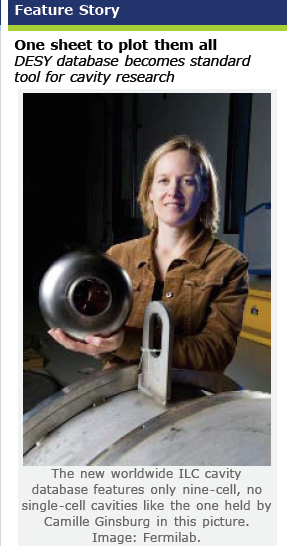 Feature Story
One sheet to plot them all
DESY database becomes standard
tool for cavity research
The new worldwide ILC cavity
database features only nine-cell, no
single-cell cavities like the one held by
Camille Ginsburg in this picture.
Image: Fermilab.